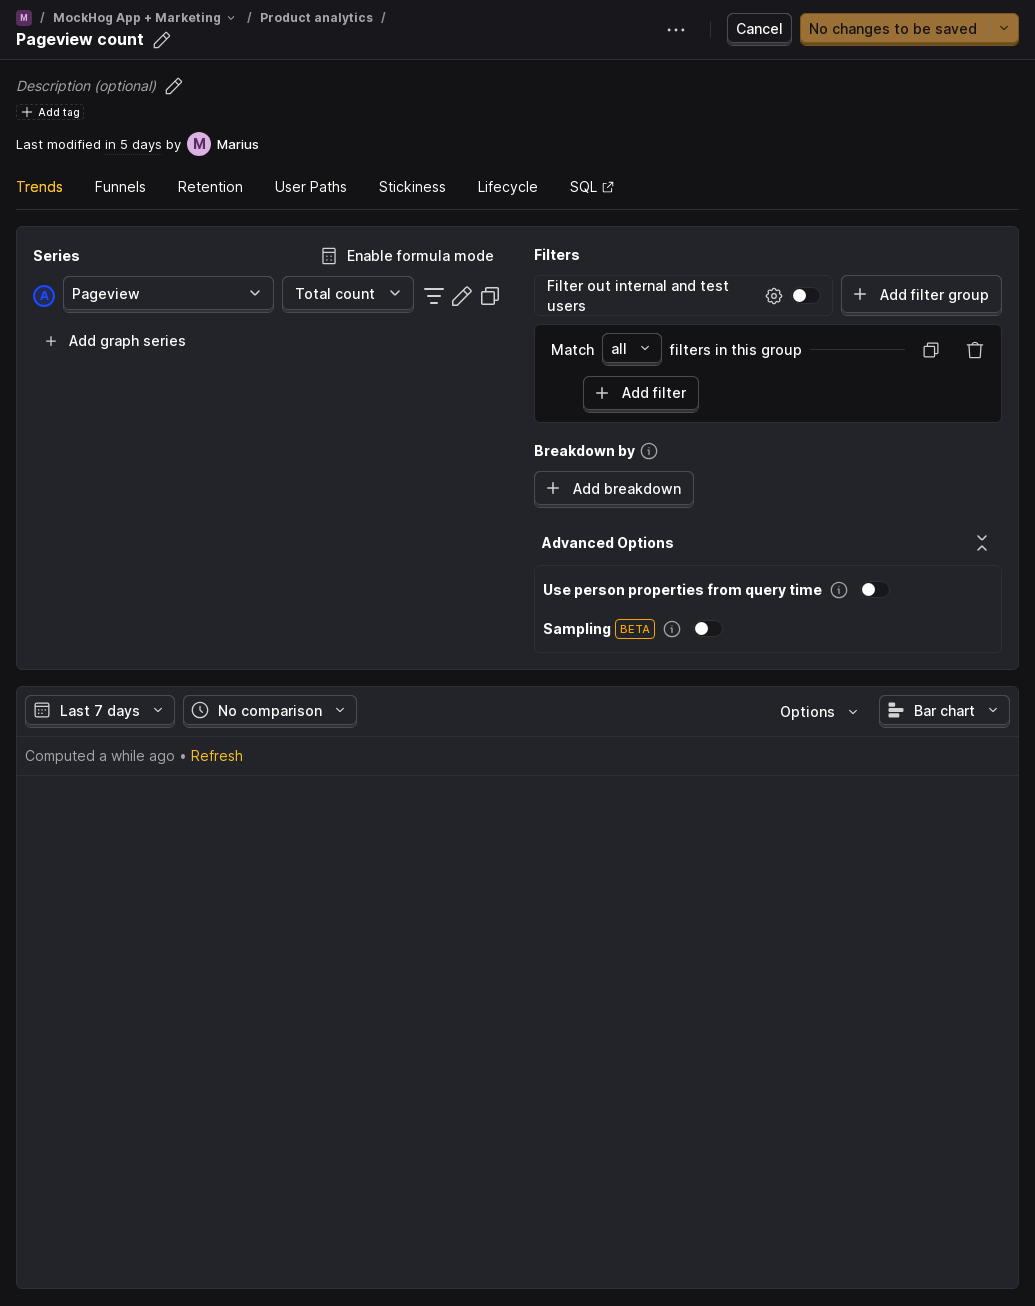 M / MockHog App + Marketing / Product analytics /
Pageview count
Cancel
No changes to be saved
Description (optional)
Add tag
Last modified in 5 days by M Marius
Trends Funnels Retention User Paths Stickiness Lifecycle SQL
Series
Enable formula mode
A Pageview Total count
Add graph series
Filters
Filter out internal and test
users
Add filter group
Match all filters in this group
Add filter
Breakdown by
Add breakdown
Advanced Options
Use person properties from query time
Sampling BETA
Last 7 days No comparison Options Bar chart
Computed a while ago • Refresh